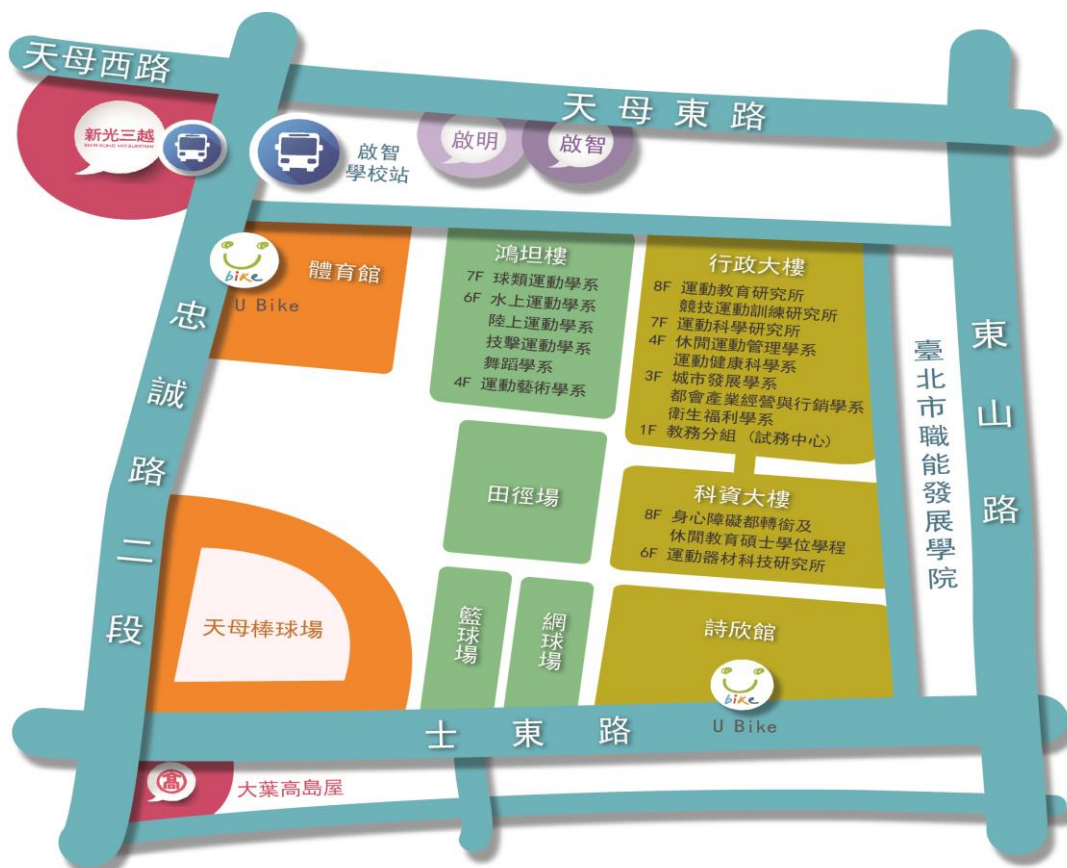 天母西路
天母東路
新光三越
啟智
學校站
啟明
啟智
bike
U Bike
體育館
鴻坦樓
7F 球類運動學系
6F 水上運動學系
陸上運動學系
技擊運動學系
舞蹈學系
4F 運動藝術學系
行政大樓
8F 運動教育研究所
競技運動訓練研究所
7F 運動科學研究所
4F 休閒運動管理學系
運動健康科學系
3F 城市發展學系
都會產業經營與行銷學系
衛生福利學系
1F 教務分組 (試務中心)
忠誠路二段
東山路
臺北市職能發展學院
田徑場
科資大樓
8F 身心障礙都轉銜及
休閒教育碩士學位學程
6F 運動器材科技研究所
天母棒球場
籃球場
網球場
詩欣館
bike
U Bike
士東路
高
大葉高島屋